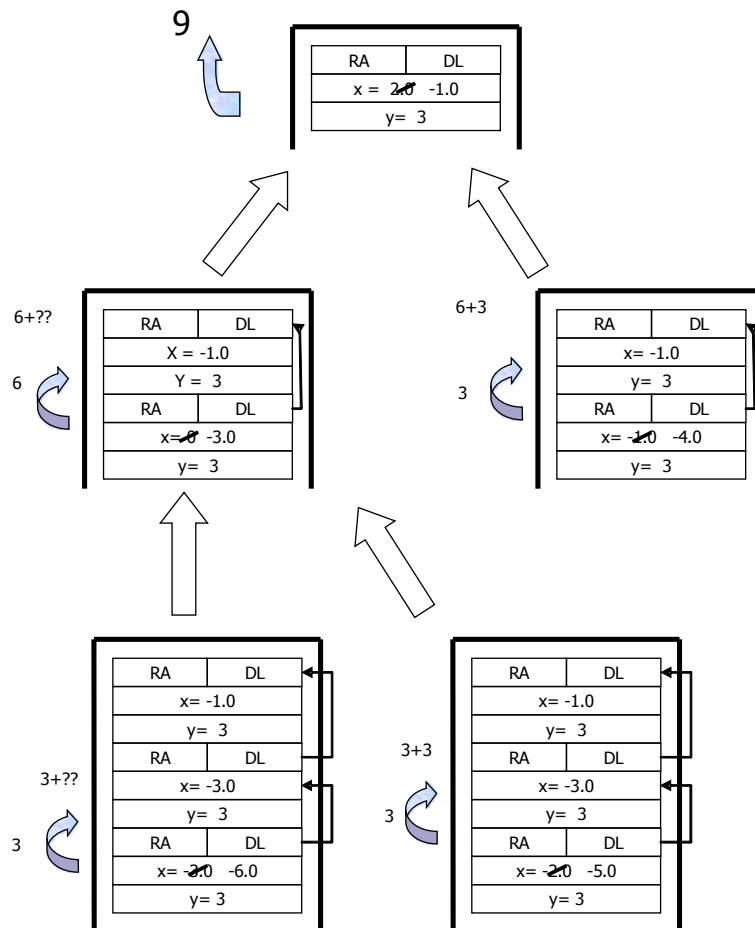 9
RA DL
x = 2.0 -1.0
y= 3
6+??
RA DL
X = -1.0
6
Y = 3
RA DL
x= 0 -3.0
y= 3
6+3
RA DL
x= -1.0
3
y= 3
RA DL
x= -1.0 -4.0
y= 3
RA DL
x= -1.0
y= 3
RA DL
3+??
x= -3.0
y= 3
3
RA DL
x= -3.0 -6.0
y= 3
RA DL
x= -1.0
y= 3
3+3
RA DL
x= -3.0
3
y= 3
RA DL
x= -2.0 -5.0
y= 3